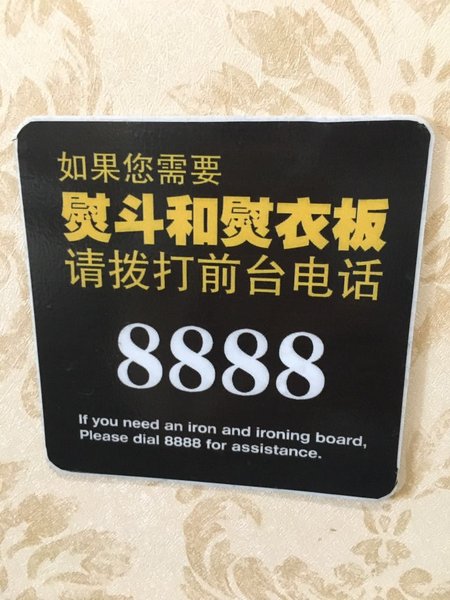 如果您需要
熨斗和熨衣板
请拨打前台电话
8888
If you need an iron and ironing board,
Please dial 8888 for assistance.